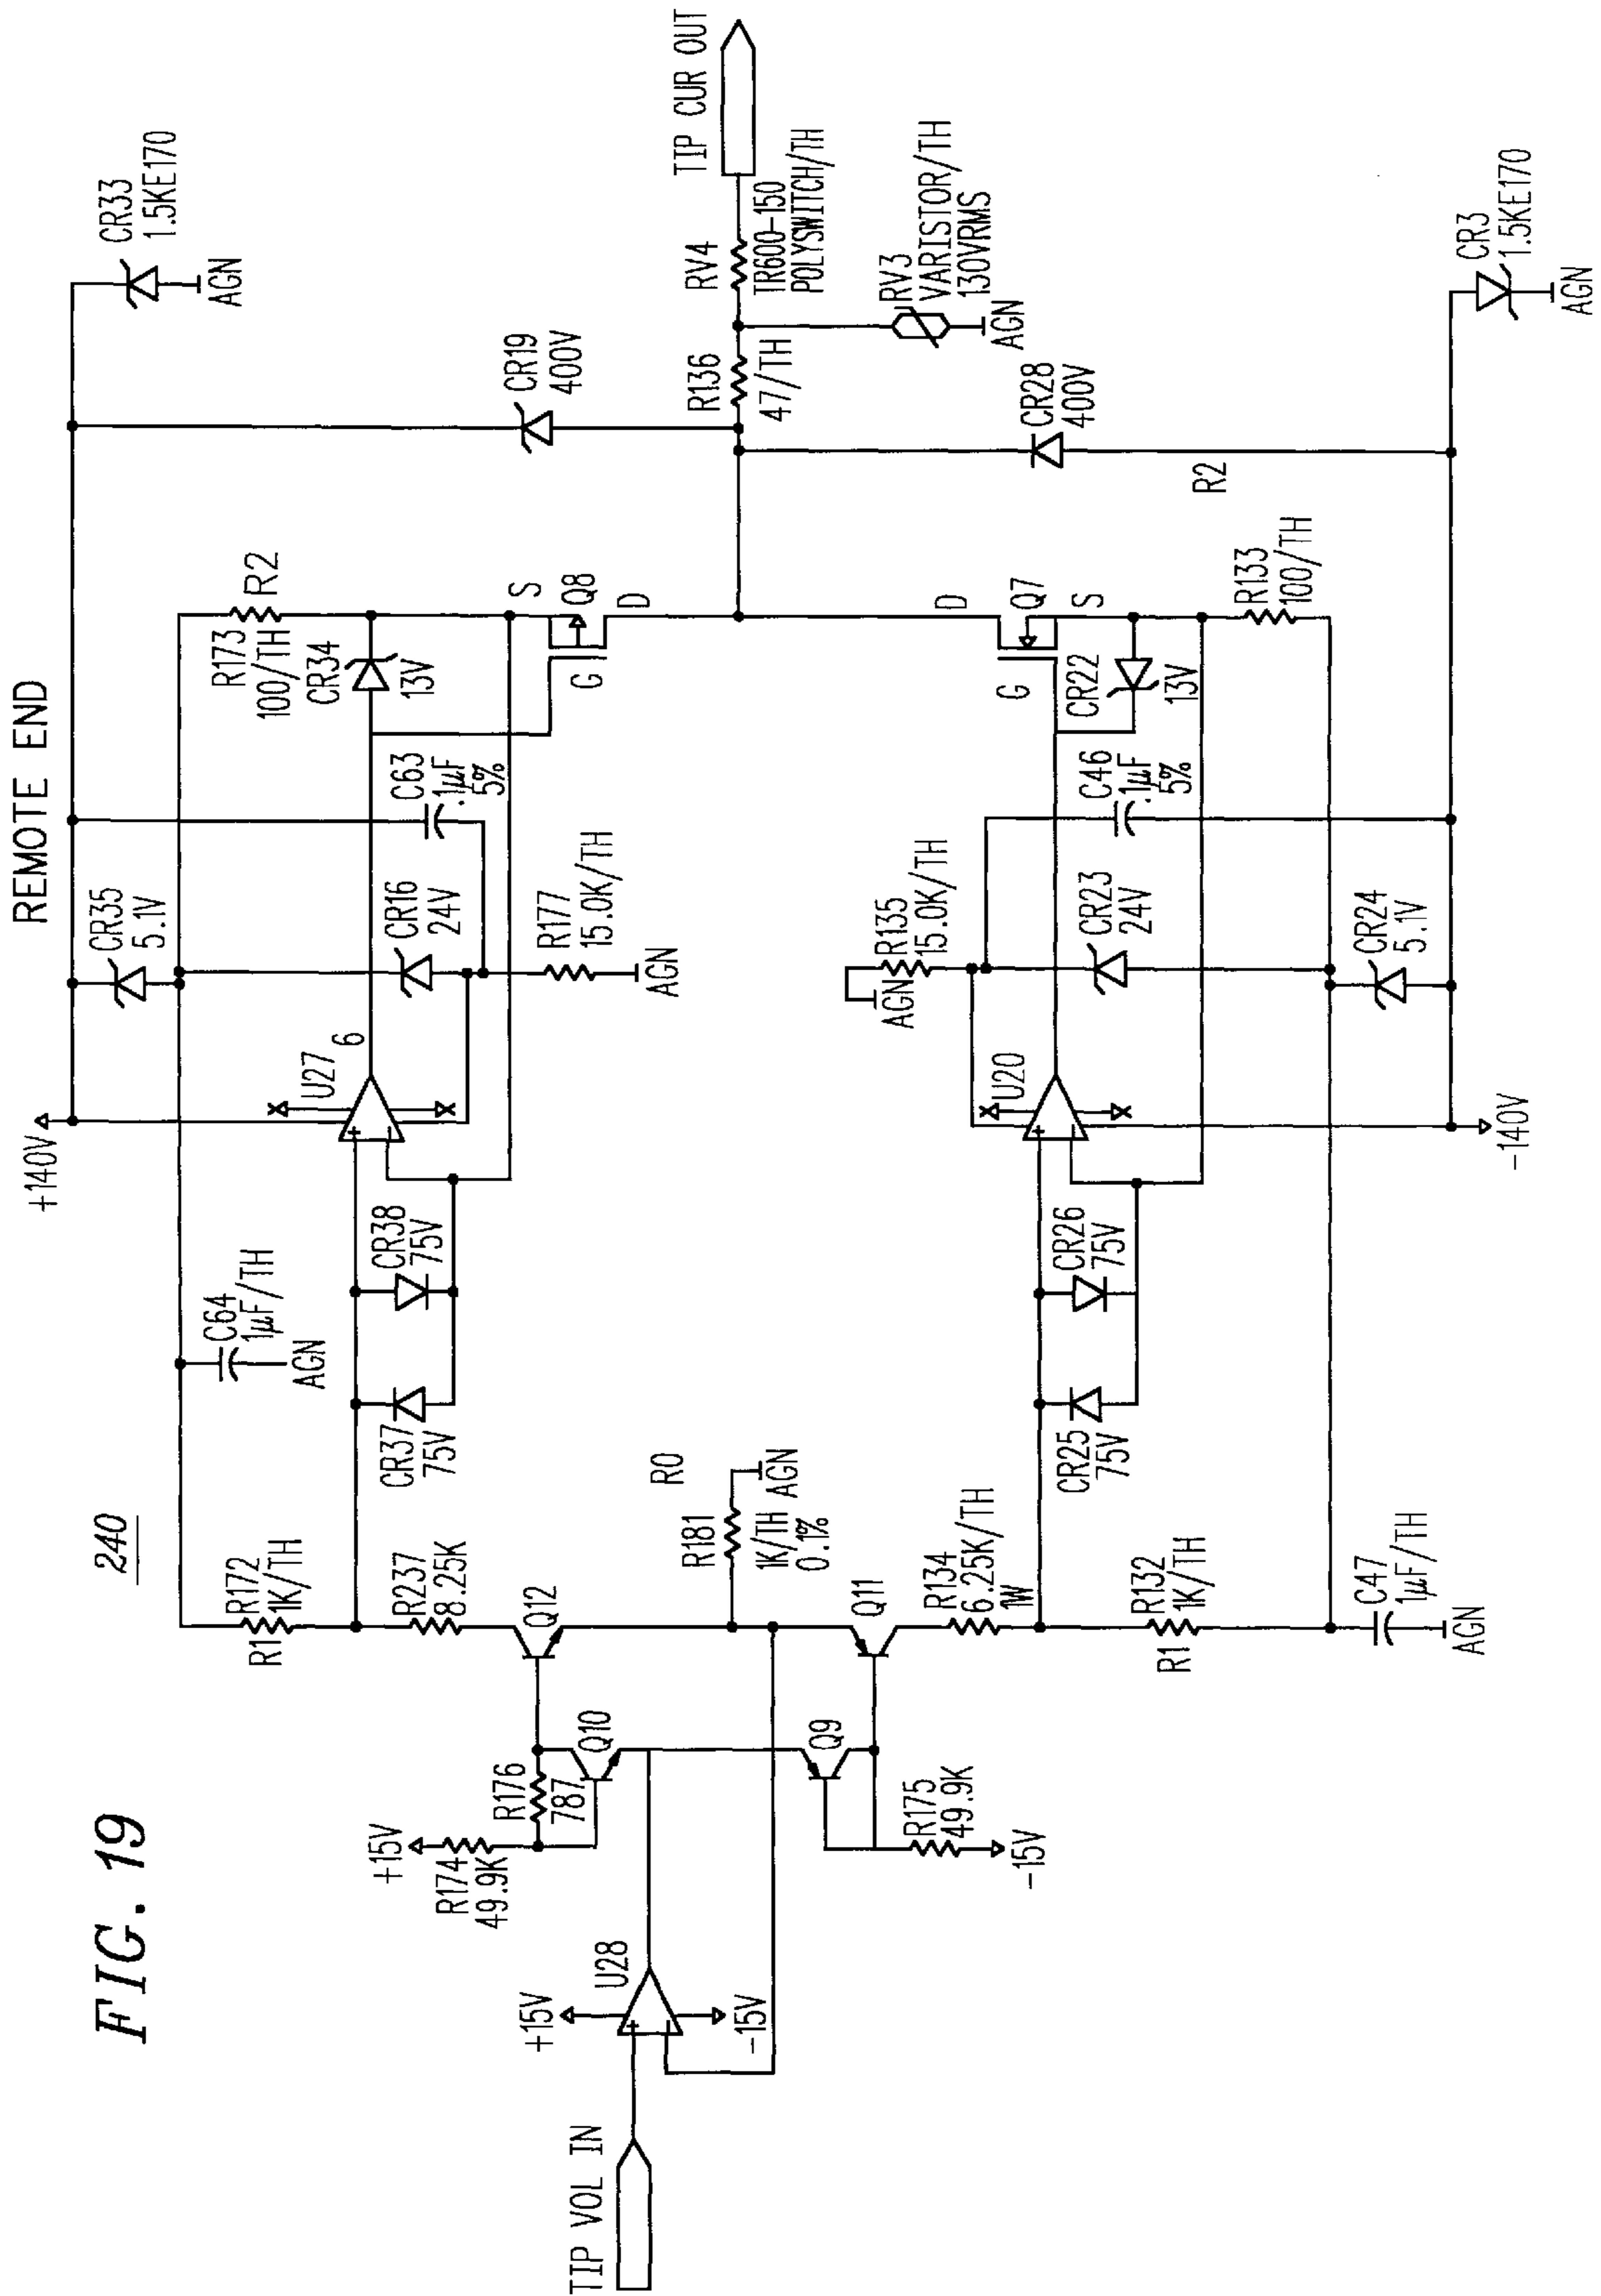 FIG. 19
240
REMOTE END
+140V
CR35
5.1V
CR33
1.5KE170
AGN
C64
1µF/TH
AGN
R172
1K/TH
R1
R173
100/TH
R2
CR34
13V
CR37
75V
CR38
75V
U27
+
−
6
CR16
24V
C63
.1µF
5%
R177
15.0K/TH
AGN
S
Q8
D
G
CR19
400V
R237
8.25K
Q12
+15V
R174
49.9K
R176
787
Q10
Q9
R175
49.9K
-15V
TIP VOL IN
+15V
U28
+
−
-15V
R0
R181
1K/TH
0.1%
AGN
Q11
R134
6.25K/TH
1W
R136
47/TH
RV4
TR600-150
POLYSWITCH/TH
TIP CUR OUT
RV3
VARISTOR/TH
130VRMS
AGN
CR28
400V
R2
R135
15.0K/TH
AGN
U20
+
−
CR25
75V
CR26
75V
CR23
24V
C46
.1µF
5%
D
Q7
S
G
CR22
13V
R133
100/TH
R132
1K/TH
R1
C47
1µF/TH
AGN
CR24
5.1V
-140V
CR3
1.5KE170
AGN